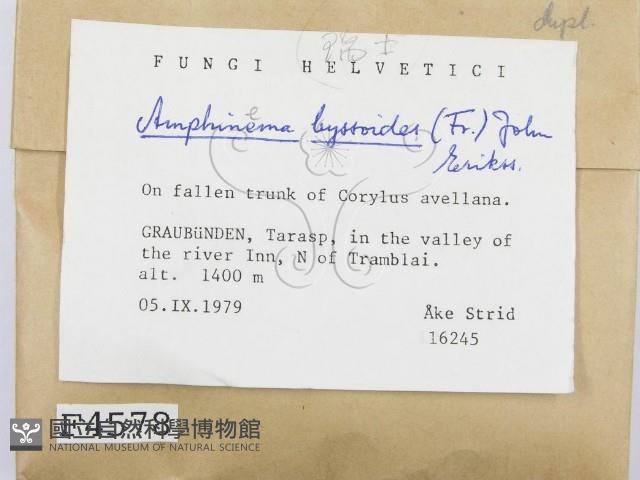 dupl.
瑞士
FUNGI HELVETICI
Amphinema byssoides (Fr.) John
Erikss.
On fallen trunk of Corylus avellana.
GRAUBüNDEN, Tarasp, in the valley of
the river Inn, N of Tramblai.
alt. 1400 m
05.IX.1979
Åke Strid
16245
F4578
國立自然科學博物館
NATIONAL MUSEUM OF NATURAL SCIENCE